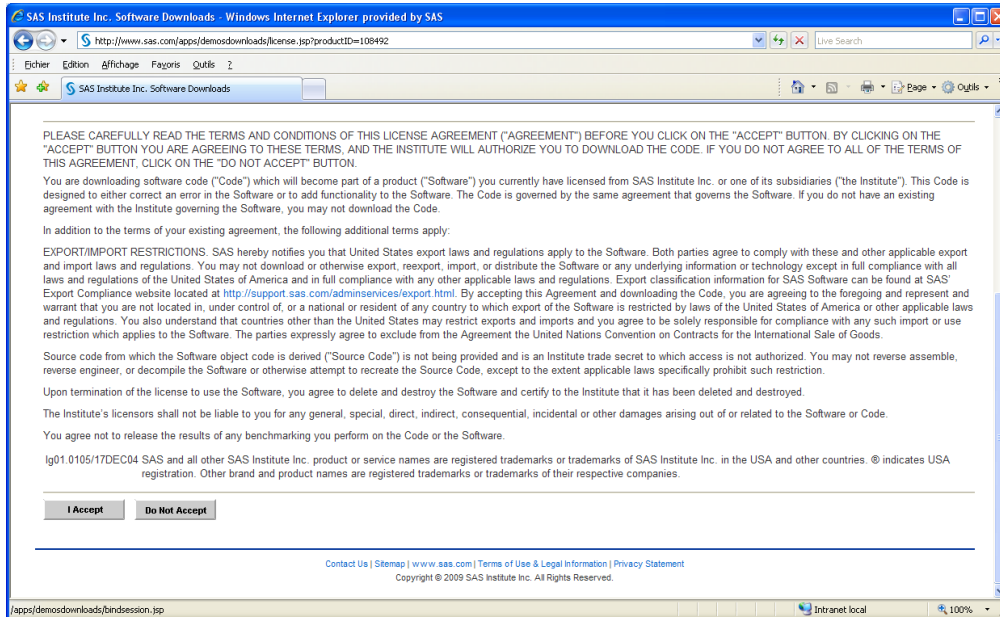 SAS Institute Inc. Software Downloads - Windows Internet Explorer provided by SAS
http://www.sas.com/apps/demosdownloads/license.jsp?productID=108492
Live Search
Fichier Edition Affichage Favoris Outils ?
SAS Institute Inc. Software Downloads
Page Outils
PLEASE CAREFULLY READ THE TERMS AND CONDITIONS OF THIS LICENSE AGREEMENT ("AGREEMENT") BEFORE YOU CLICK ON THE "ACCEPT" BUTTON. BY CLICKING ON THE
"ACCEPT" BUTTON YOU ARE AGREEING TO THESE TERMS, AND THE INSTITUTE WILL AUTHORIZE YOU TO DOWNLOAD THE CODE. IF YOU DO NOT AGREE TO ALL OF THE TERMS OF
THIS AGREEMENT, CLICK ON THE "DO NOT ACCEPT" BUTTON.
You are downloading software code ("Code") which will become part of a product ("Software") you currently have licensed from SAS Institute Inc. or one of its subsidiaries ("the Institute"). This Code is
designed to either correct an error in the Software or to add functionality to the Software. The Code is governed by the same agreement that governs the Software. If you do not have an existing
agreement with the Institute governing the Software, you may not download the Code.
In addition to the terms of your existing agreement, the following additional terms apply:
EXPORT/IMPORT RESTRICTIONS. SAS hereby notifies you that United States export laws and regulations apply to the Software. Both parties agree to comply with these and other applicable export
and import laws and regulations. You may not download or otherwise export, reexport, import, or distribute the Software or any underlying information or technology except in full compliance with all
laws and regulations of the United States of America and in full compliance with any other applicable laws and regulations. Export classification information for SAS Software can be found at SAS'
Export Compliance website located at http://support.sas.com/adminservices/export.html. By accepting this Agreement and downloading the Code, you are agreeing to the foregoing and represent and
warrant that you are not located in, under control of, or a national or resident of any country to which export of the Software is restricted by laws of the United States of America or other applicable laws
and regulations. You also understand that countries other than the United States may restrict exports and imports and you agree to be solely responsible for compliance with any such import or use
restriction which applies to the Software. The parties expressly agree to exclude from the Agreement the United Nations Convention on Contracts for the International Sale of Goods.
Source code from which the Software object code is derived ("Source Code") is not being provided and is an Institute trade secret to which access is not authorized. You may not reverse assemble,
reverse engineer, or decompile the Software or otherwise attempt to recreate the Source Code, except to the extent applicable laws specifically prohibit such restriction.
Upon termination of the license to use the Software, you agree to delete and destroy the Software and certify to the Institute that it has been deleted and destroyed.
The Institute's licensors shall not be liable to you for any general, special, direct, indirect, consequential, incidental or other damages arising out of or related to the Software or Code.
You agree not to release the results of any benchmarking you perform on the Code or the Software.
lg01.0105/17DEC04 SAS and all other SAS Institute Inc. product or service names are registered trademarks or trademarks of SAS Institute Inc. in the USA and other countries. ® indicates USA
registration. Other brand and product names are registered trademarks or trademarks of their respective companies.
I Accept Do Not Accept
Contact Us | Sitemap | www.sas.com | Terms of Use & Legal Information | Privacy Statement
Copyright © 2009 SAS Institute Inc. All Rights Reserved.
/apps/demosdownloads/bindsession.jsp Intranet local 100%